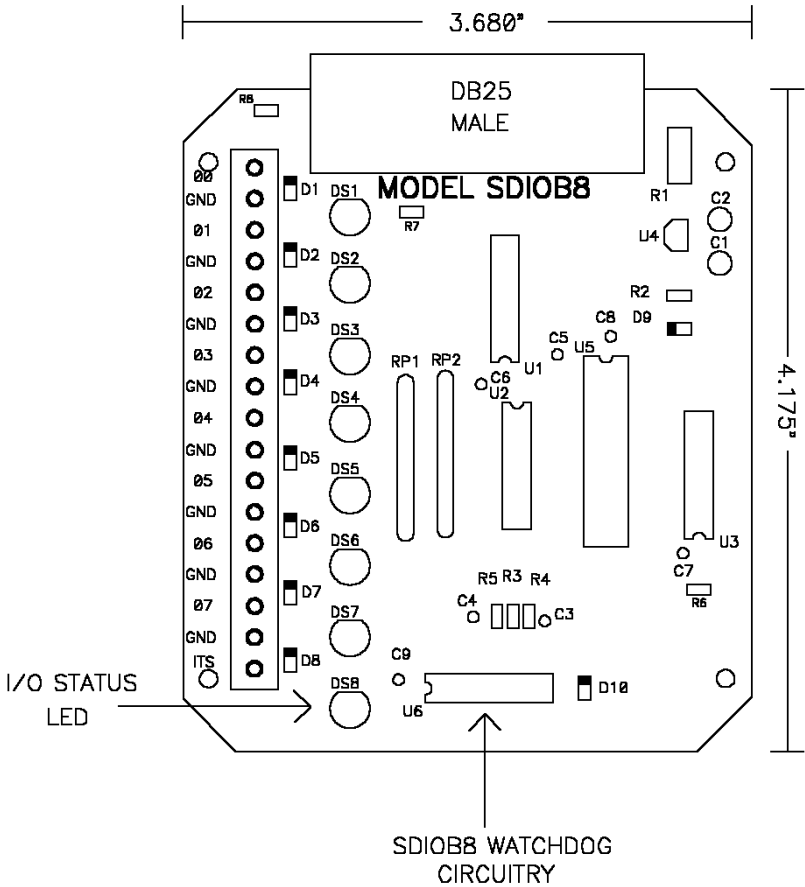 3.680"
DB25
MALE
MODEL SDIOB8
R8
00
GND
01
GND
02
GND
03
GND
04
GND
05
GND
06
GND
07
GND
ITS
D1
D2
D3
D4
D5
D6
D7
D8
DS1
DS2
DS3
DS4
DS5
DS6
DS7
DS8
R7
R1
C2
U4
C1
R2
D9
C8
C5
U5
U1
RP1
RP2
C6
U2
4.175"
U3
C7
R6
R5
R3
R4
C4
C3
C9
U6
D10
I/O STATUS
LED
SDIOB8 WATCHDOG
CIRCUITRY